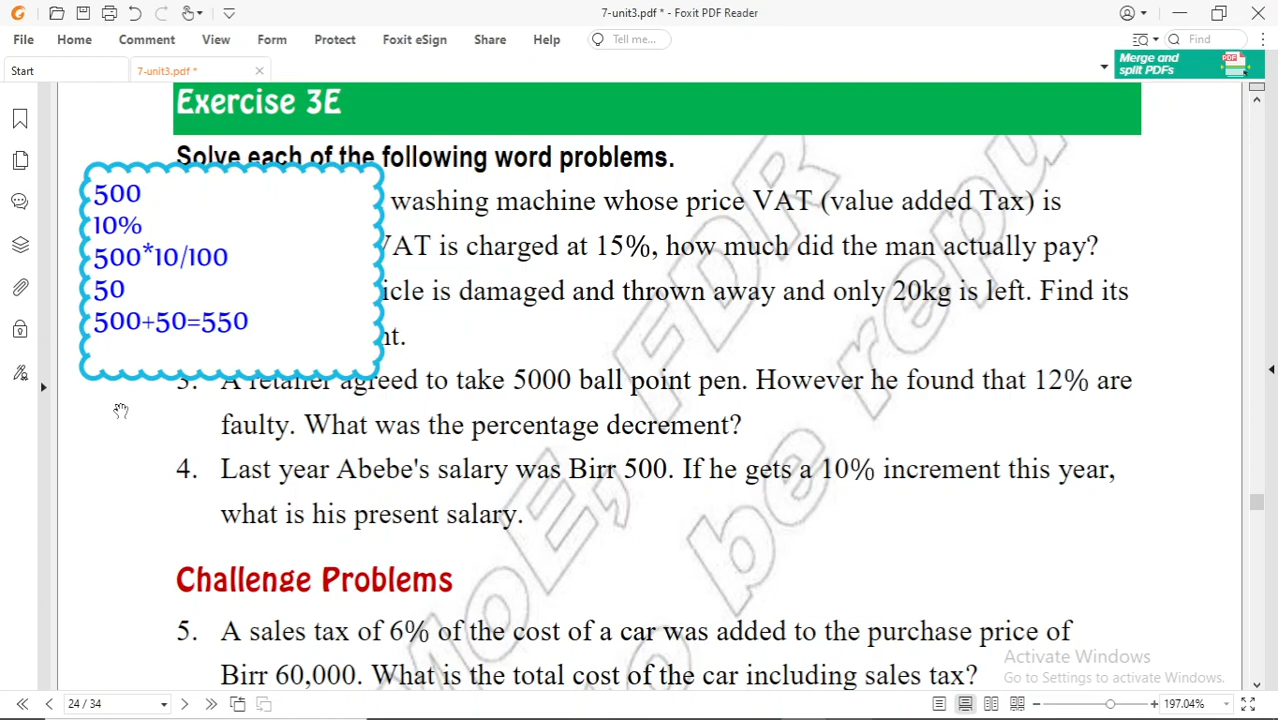 7-unit3.pdf * - Foxit PDF Reader
File Home Comment View Form Protect Foxit eSign Share Help Tell me... Find
Start 7-unit3.pdf *
Merge and
split PDFs
PDF
Exercise 3E
Solve each of the following word problems.
washing machine whose price VAT (value added Tax) is
VAT is charged at 15%, how much did the man actually pay?
icle is damaged and thrown away and only 20kg is left. Find its
nt.
500
10%
500*10/100
50
500+50=550
3. A retailer agreed to take 5000 ball point pen. However he found that 12% are
faulty. What was the percentage decrement?
4. Last year Abebe's salary was Birr 500. If he gets a 10% increment this year,
what is his present salary.
Challenge Problems
5. A sales tax of 6% of the cost of a car was added to the purchase price of
Birr 60,000. What is the total cost of the car including sales tax?
MoE, FDR
to be repu
Activate Windows
Go to Settings to activate Windows.
24 / 34
197.04%